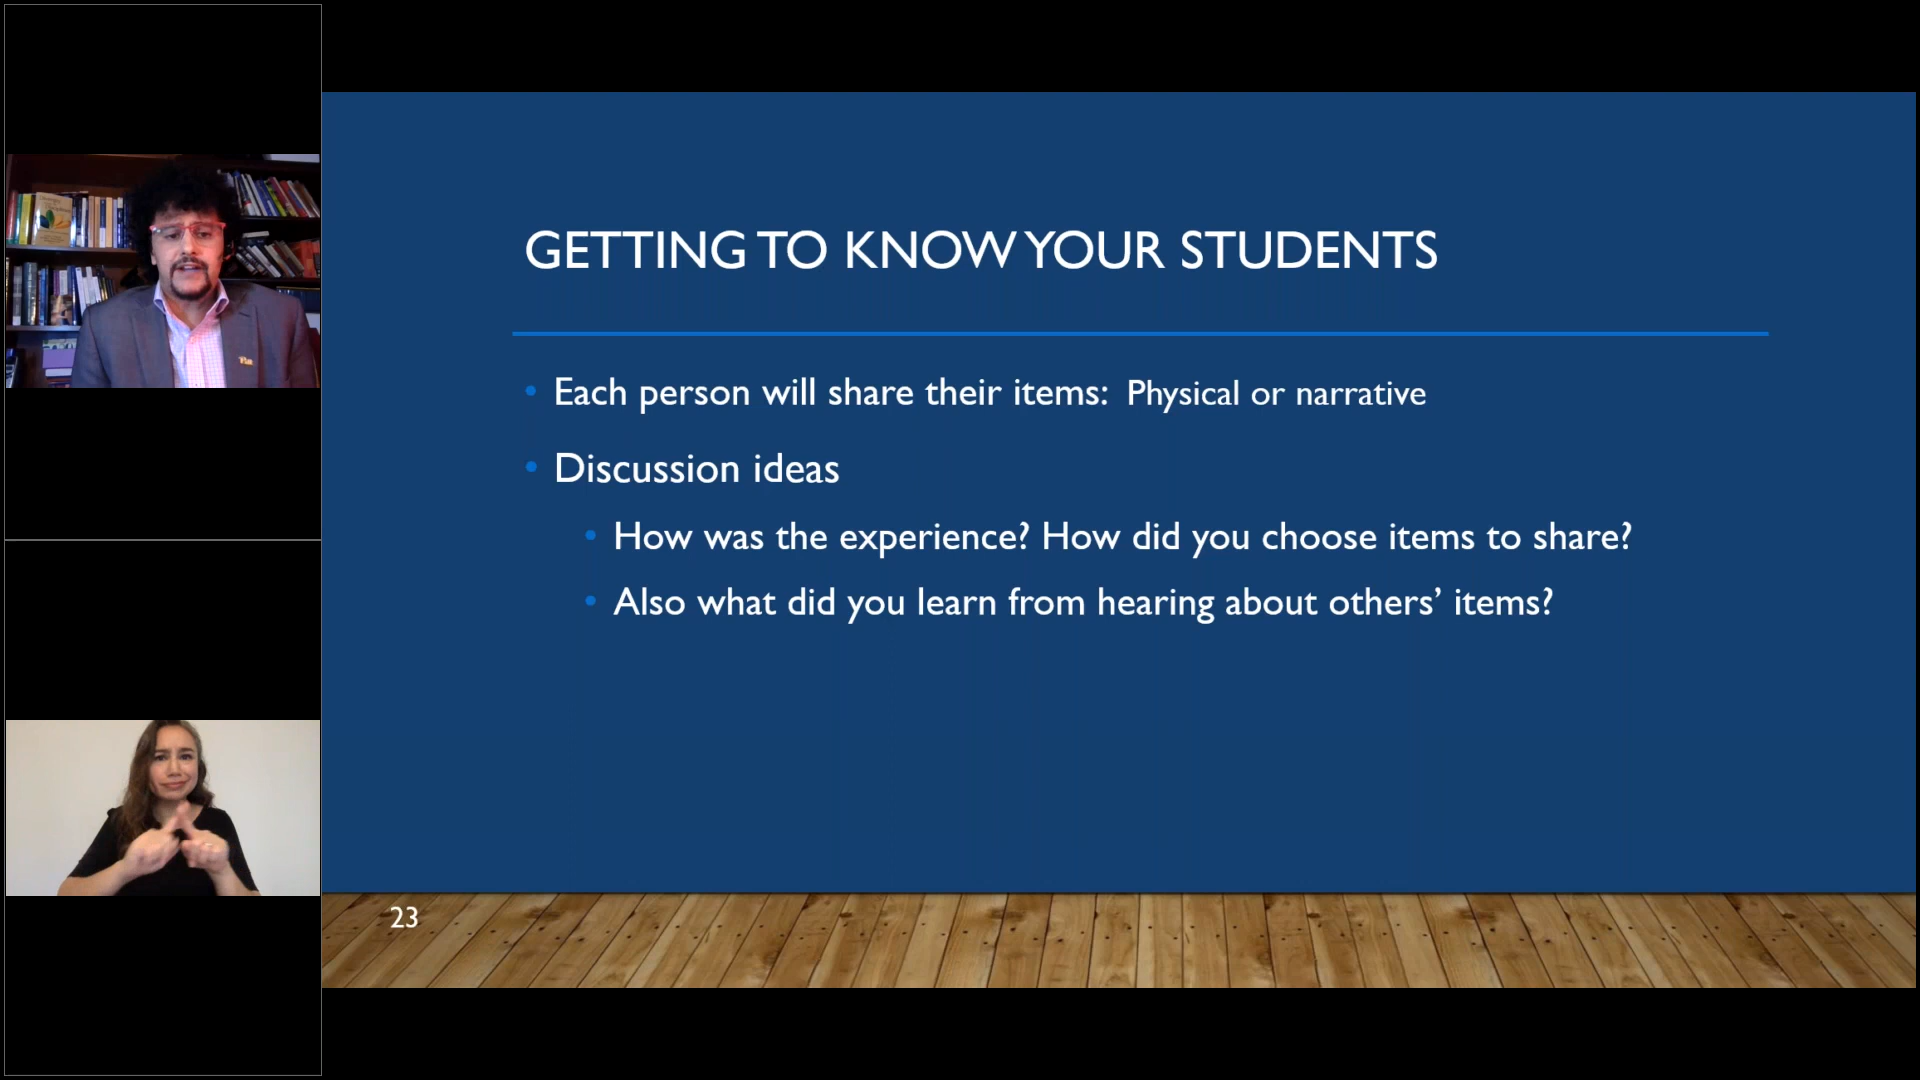 GETTING TO KNOW YOUR STUDENTS
Each person will share their items: Physical or narrative
Discussion ideas
How was the experience? How did you choose items to share?
Also what did you learn from hearing about others’ items?
23